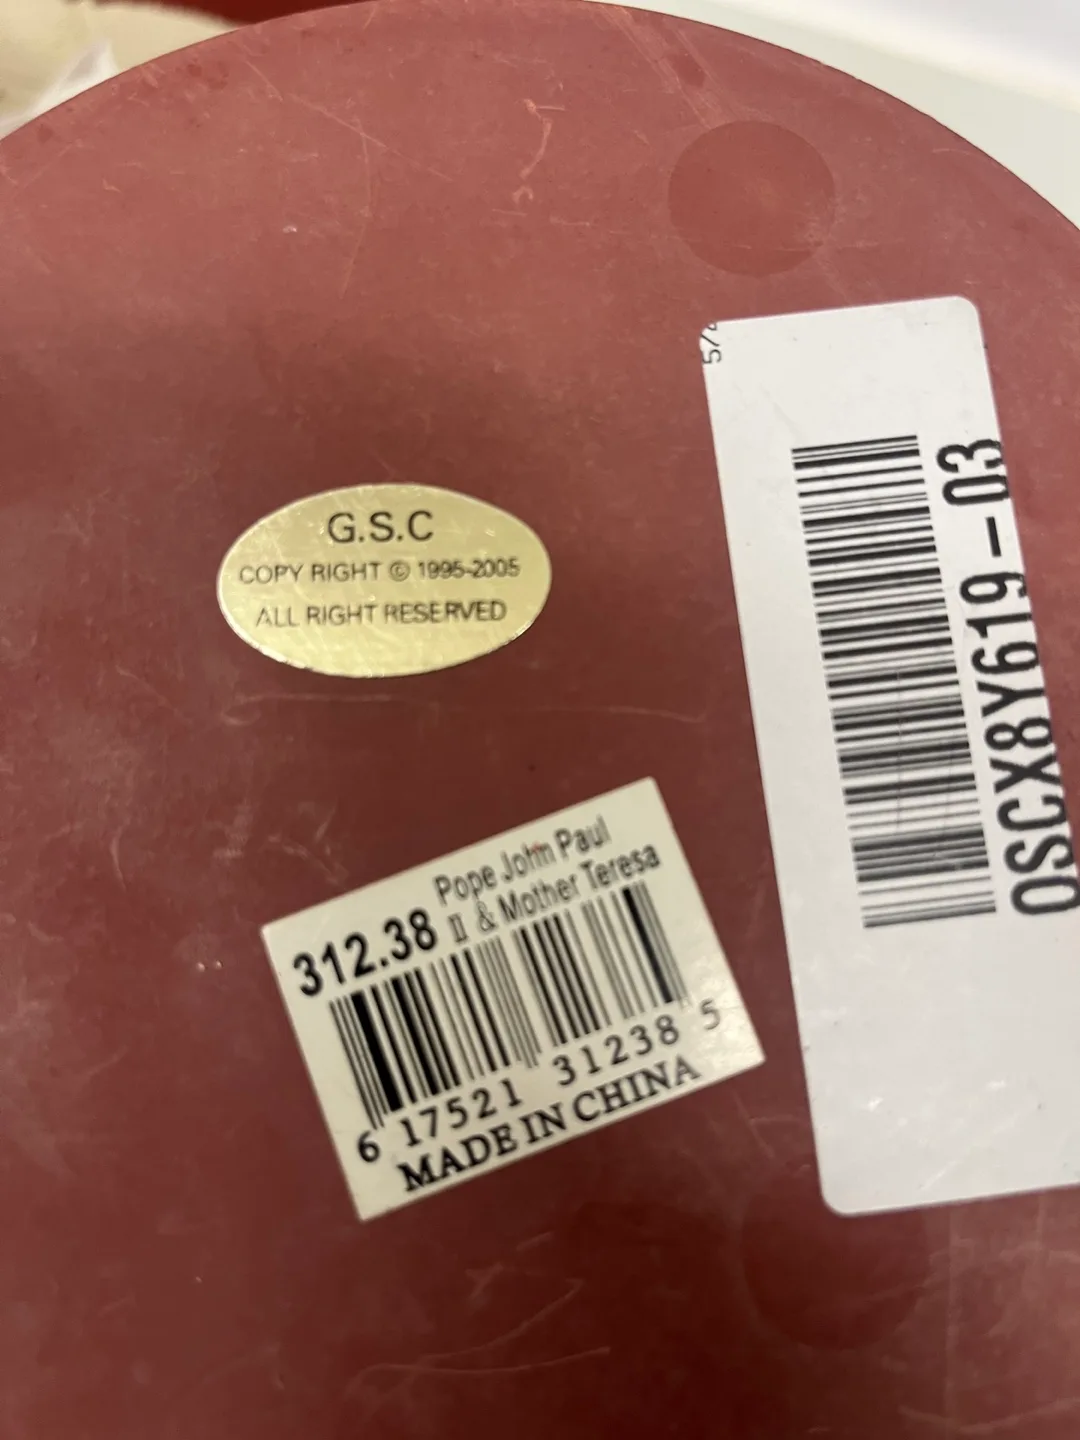 G.S.C
COPY RIGHT © 1995-2005
ALL RIGHT RESERVED
312.38 Pope John Paul
II & Mother Teresa
6 17521 31238 5
MADE IN CHINA
0SCX8Y619-03